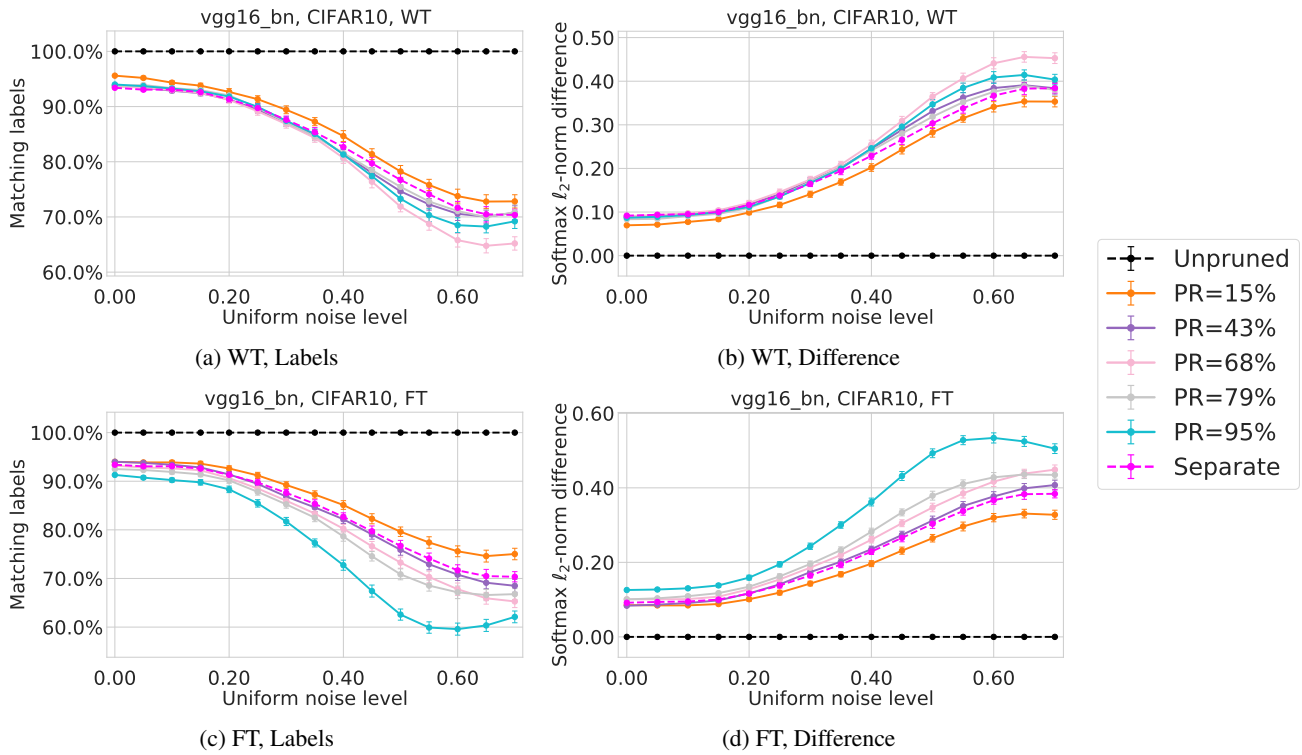 vgg16_bn, CIFAR10, WT
Matching labels
100.0%
90.0%
80.0%
70.0%
60.0%
0.00 0.20 0.40 0.60
Uniform noise level
(a) WT, Labels
vgg16_bn, CIFAR10, WT
Softmax ℓ2-norm difference
0.50
0.40
0.30
0.20
0.10
0.00
0.00 0.20 0.40 0.60
Uniform noise level
(b) WT, Difference
vgg16_bn, CIFAR10, FT
Matching labels
100.0%
90.0%
80.0%
70.0%
60.0%
0.00 0.20 0.40 0.60
Uniform noise level
(c) FT, Labels
vgg16_bn, CIFAR10, FT
Softmax ℓ2-norm difference
0.60
0.40
0.20
0.00
0.00 0.20 0.40 0.60
Uniform noise level
(d) FT, Difference
Unpruned
PR=15%
PR=43%
PR=68%
PR=79%
PR=95%
Separate